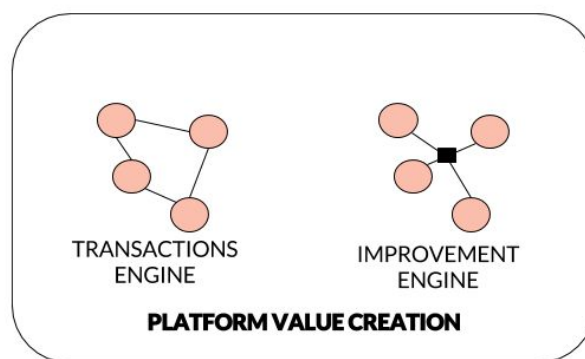 TRANSACTIONS
ENGINE
IMPROVEMENT
ENGINE
PLATFORM VALUE CREATION